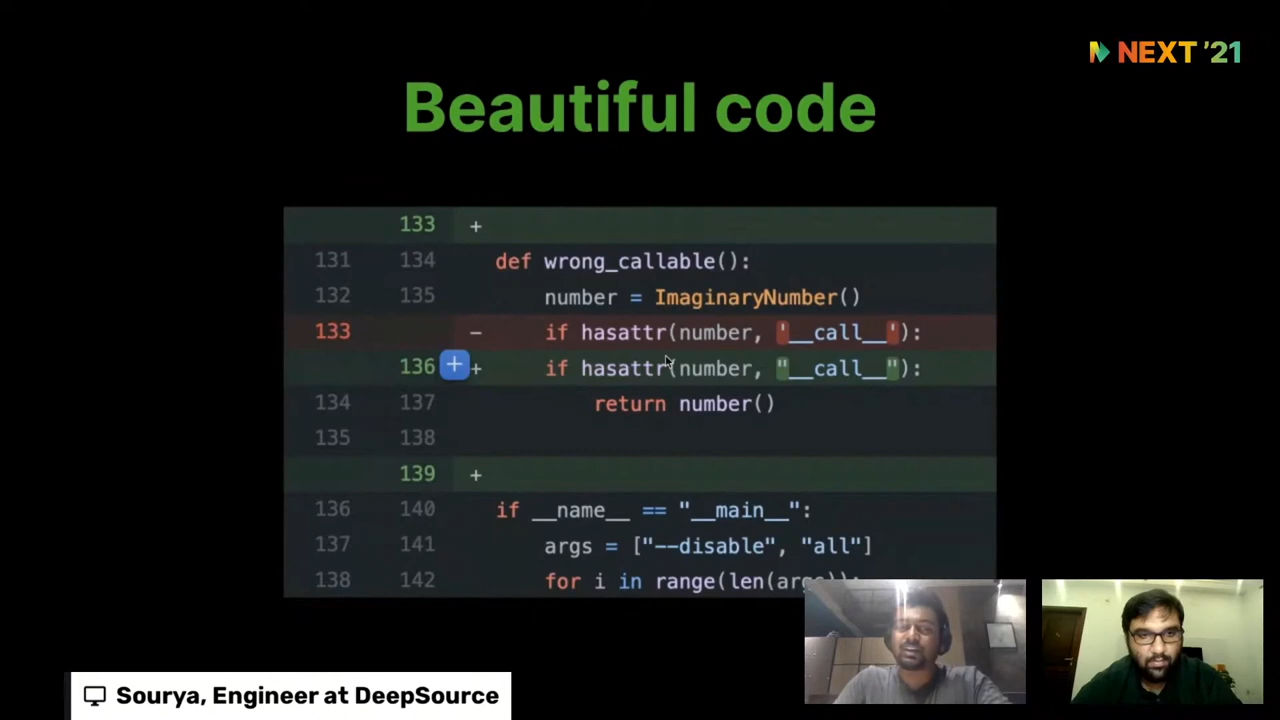 NEXT '21
Beautiful code
133 +
131 134 def wrong_callable():
132 135 number = ImaginaryNumber()
133 - if hasattr(number, '__call__'):
136 + + if hasattr(number, "__call__"):
134 137 return number()
135 138
139 +
136 140 if __name__ == "__main__":
137 141 args = ["--disable", "all"]
138 142 for i in range(len(args)):
Sourya, Engineer at DeepSource